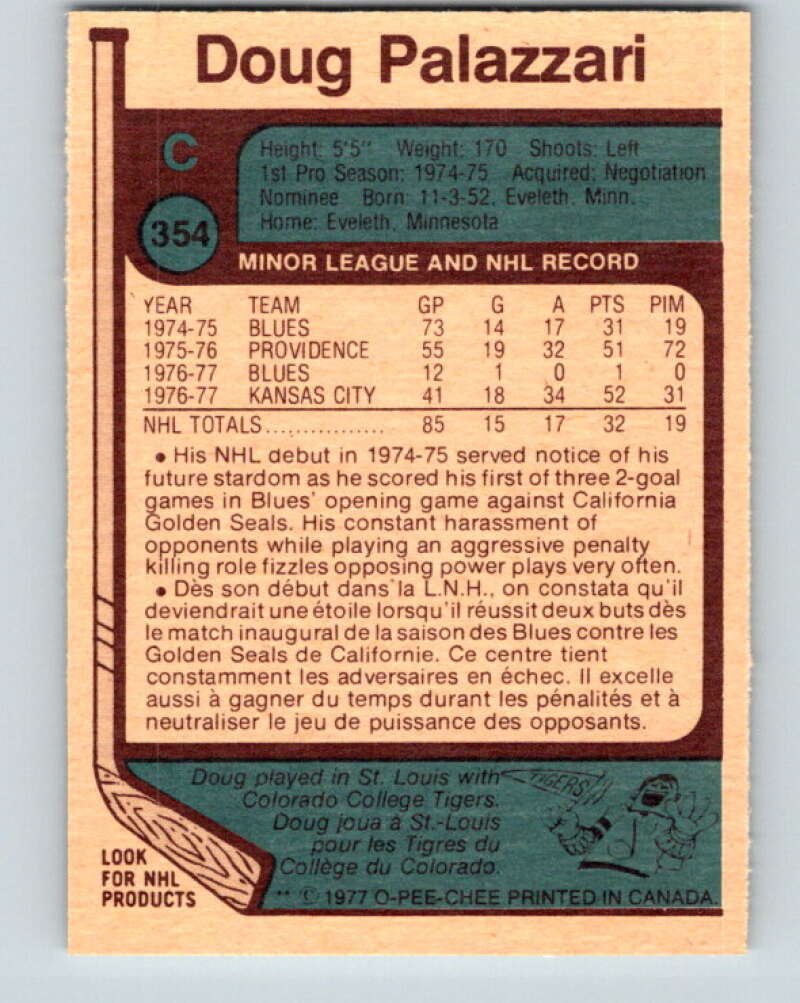 Doug Palazzari
C
354
Height: 5'5" Weight: 170 Shoots: Left
1st Pro Season: 1974-75 Acquired: Negotiation
Nominee Born: 11-3-52, Eveleth, Minn.
Home: Eveleth, Minnesota
MINOR LEAGUE AND NHL RECORD
YEAR TEAM GP G A PTS PIM
1974-75 BLUES 73 14 17 31 19
1975-76 PROVIDENCE 55 19 32 51 72
1976-77 BLUES 12 1 0 1 0
1976-77 KANSAS CITY 41 18 34 52 31
NHL TOTALS................ 85 15 17 32 19
• His NHL debut in 1974-75 served notice of his
future stardom as he scored his first of three 2-goal
games in Blues' opening game against California
Golden Seals. His constant harassment of
opponents while playing an aggressive penalty
killing role fizzles opposing power plays very often.
• Dès son début dans la L.N.H., on constata qu'il
deviendrait une étoile lorsqu'il réussit deux buts dès
le match inaugural de la saison des Blues contre les
Golden Seals de Californie. Ce centre tient
constamment les adversaires en échec. Il excelle
aussi à gagner du temps durant les pénalités et à
neutraliser le jeu de puissance des opposants.
Doug played in St. Louis with
Colorado College Tigers.
Doug joua à St.-Louis
pour les Tigres du
Collège du Colorado.
TIGERS
LOOK
FOR NHL
PRODUCTS
** © 1977 O-PEE-CHEE PRINTED IN CANADA.